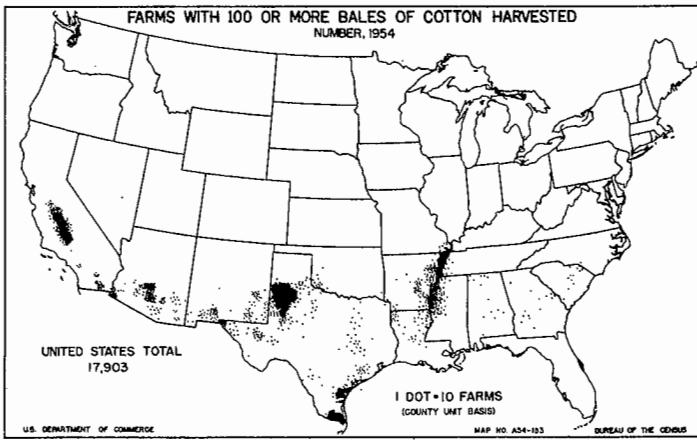 FARMS WITH 100 OR MORE BALES OF COTTON HARVESTED
NUMBER, 1954
UNITED STATES TOTAL
17,903
1 DOT=10 FARMS
(COUNTY UNIT BASIS)
U.S. DEPARTMENT OF COMMERCE
MAP NO. A54-153
BUREAU OF THE CENSUS